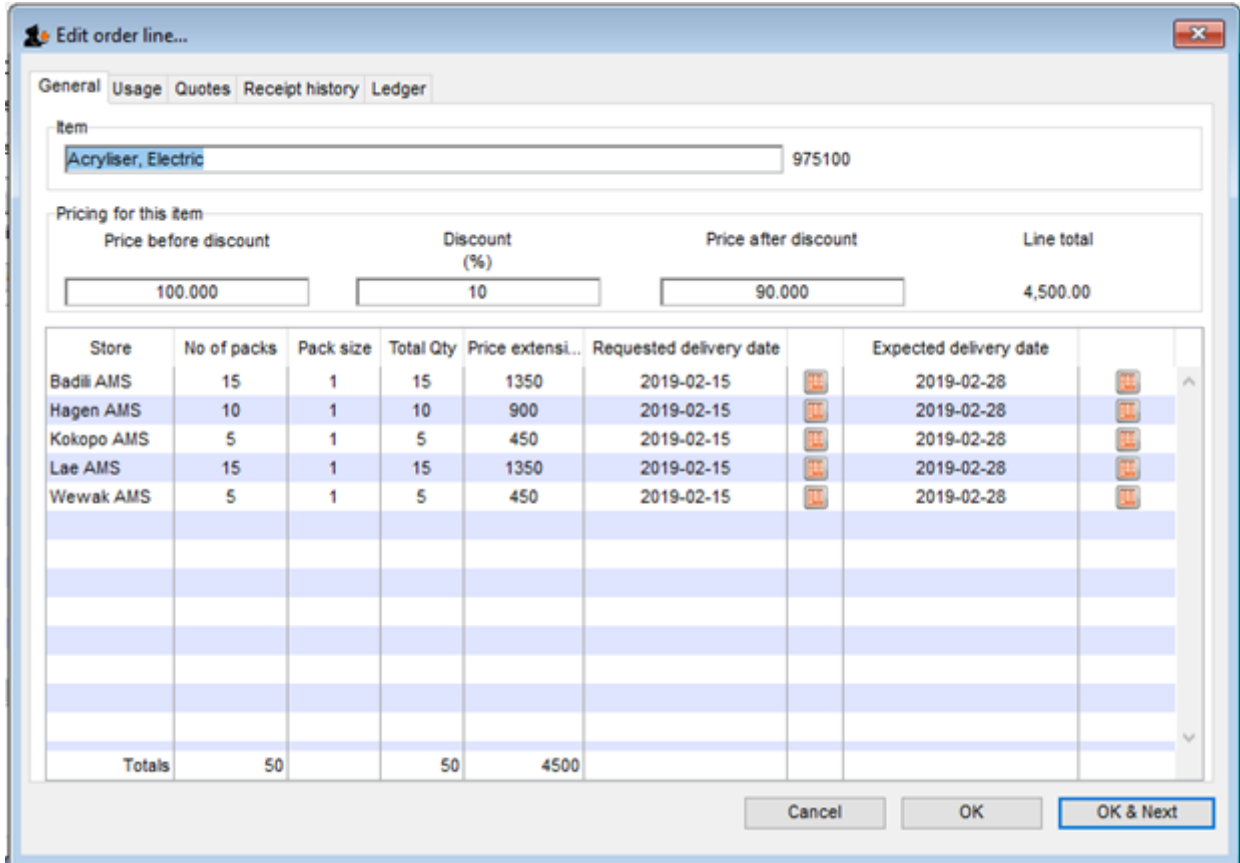 Edit order line...
General Usage Quotes Receipt history Ledger
Item
Acryliser, Electric 975100
Pricing for this item
Price before discount Discount (%) Price after discount Line total
100.000 10 90.000 4,500.00
Store No of packs Pack size Total Qty Price extensi... Requested delivery date Expected delivery date
Badili AMS 15 1 15 1350 2019-02-15 2019-02-28
Hagen AMS 10 1 10 900 2019-02-15 2019-02-28
Kokopo AMS 5 1 5 450 2019-02-15 2019-02-28
Lae AMS 15 1 15 1350 2019-02-15 2019-02-28
Wewak AMS 5 1 5 450 2019-02-15 2019-02-28
Totals 50 50 4500
Cancel OK OK & Next